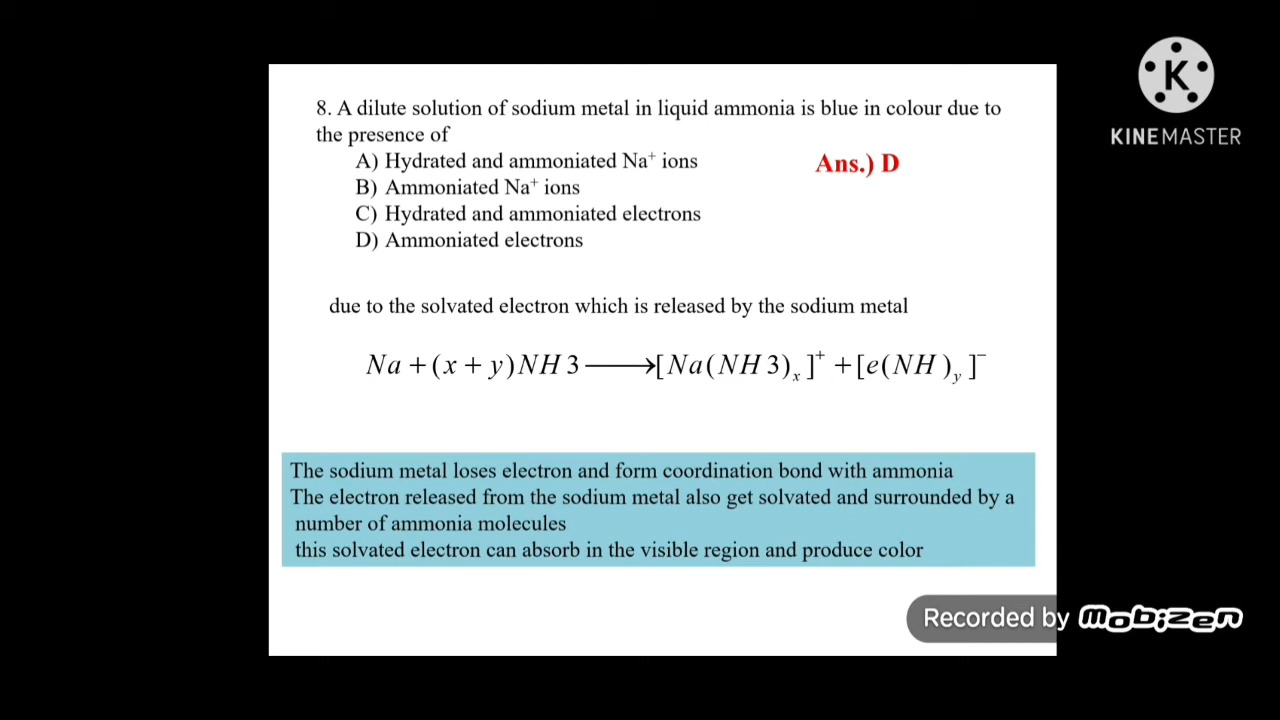 8. A dilute solution of sodium metal in liquid ammonia is blue in colour due to
the presence of
A) Hydrated and ammoniated Na⁺ ions
Ans.) D
B) Ammoniated Na⁺ ions
C) Hydrated and ammoniated electrons
D) Ammoniated electrons
due to the solvated electron which is released by the sodium metal
Na + (x + y)NH 3 ⟶ [Na(NH 3)ₓ]⁺ + [e(NH )ᵧ]⁻
The sodium metal loses electron and form coordination bond with ammonia
The electron released from the sodium metal also get solvated and surrounded by a
number of ammonia molecules
this solvated electron can absorb in the visible region and produce color
K
KINEMASTER
Recorded by mobizen